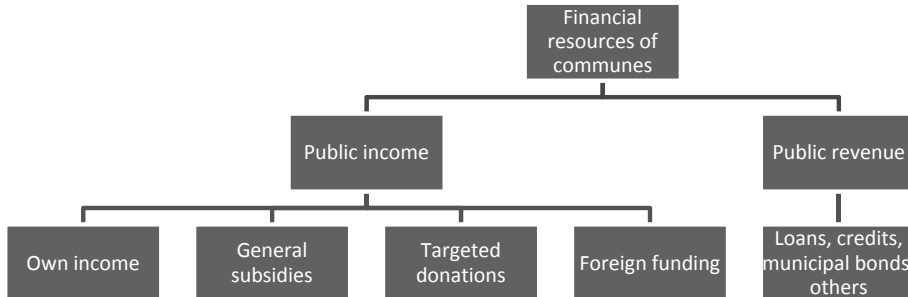 Financial
resources of
communes
Public income
Public revenue
Own income
General
subsidies
Targeted
donations
Foreign funding
Loans, credits,
municipal bonds,
others